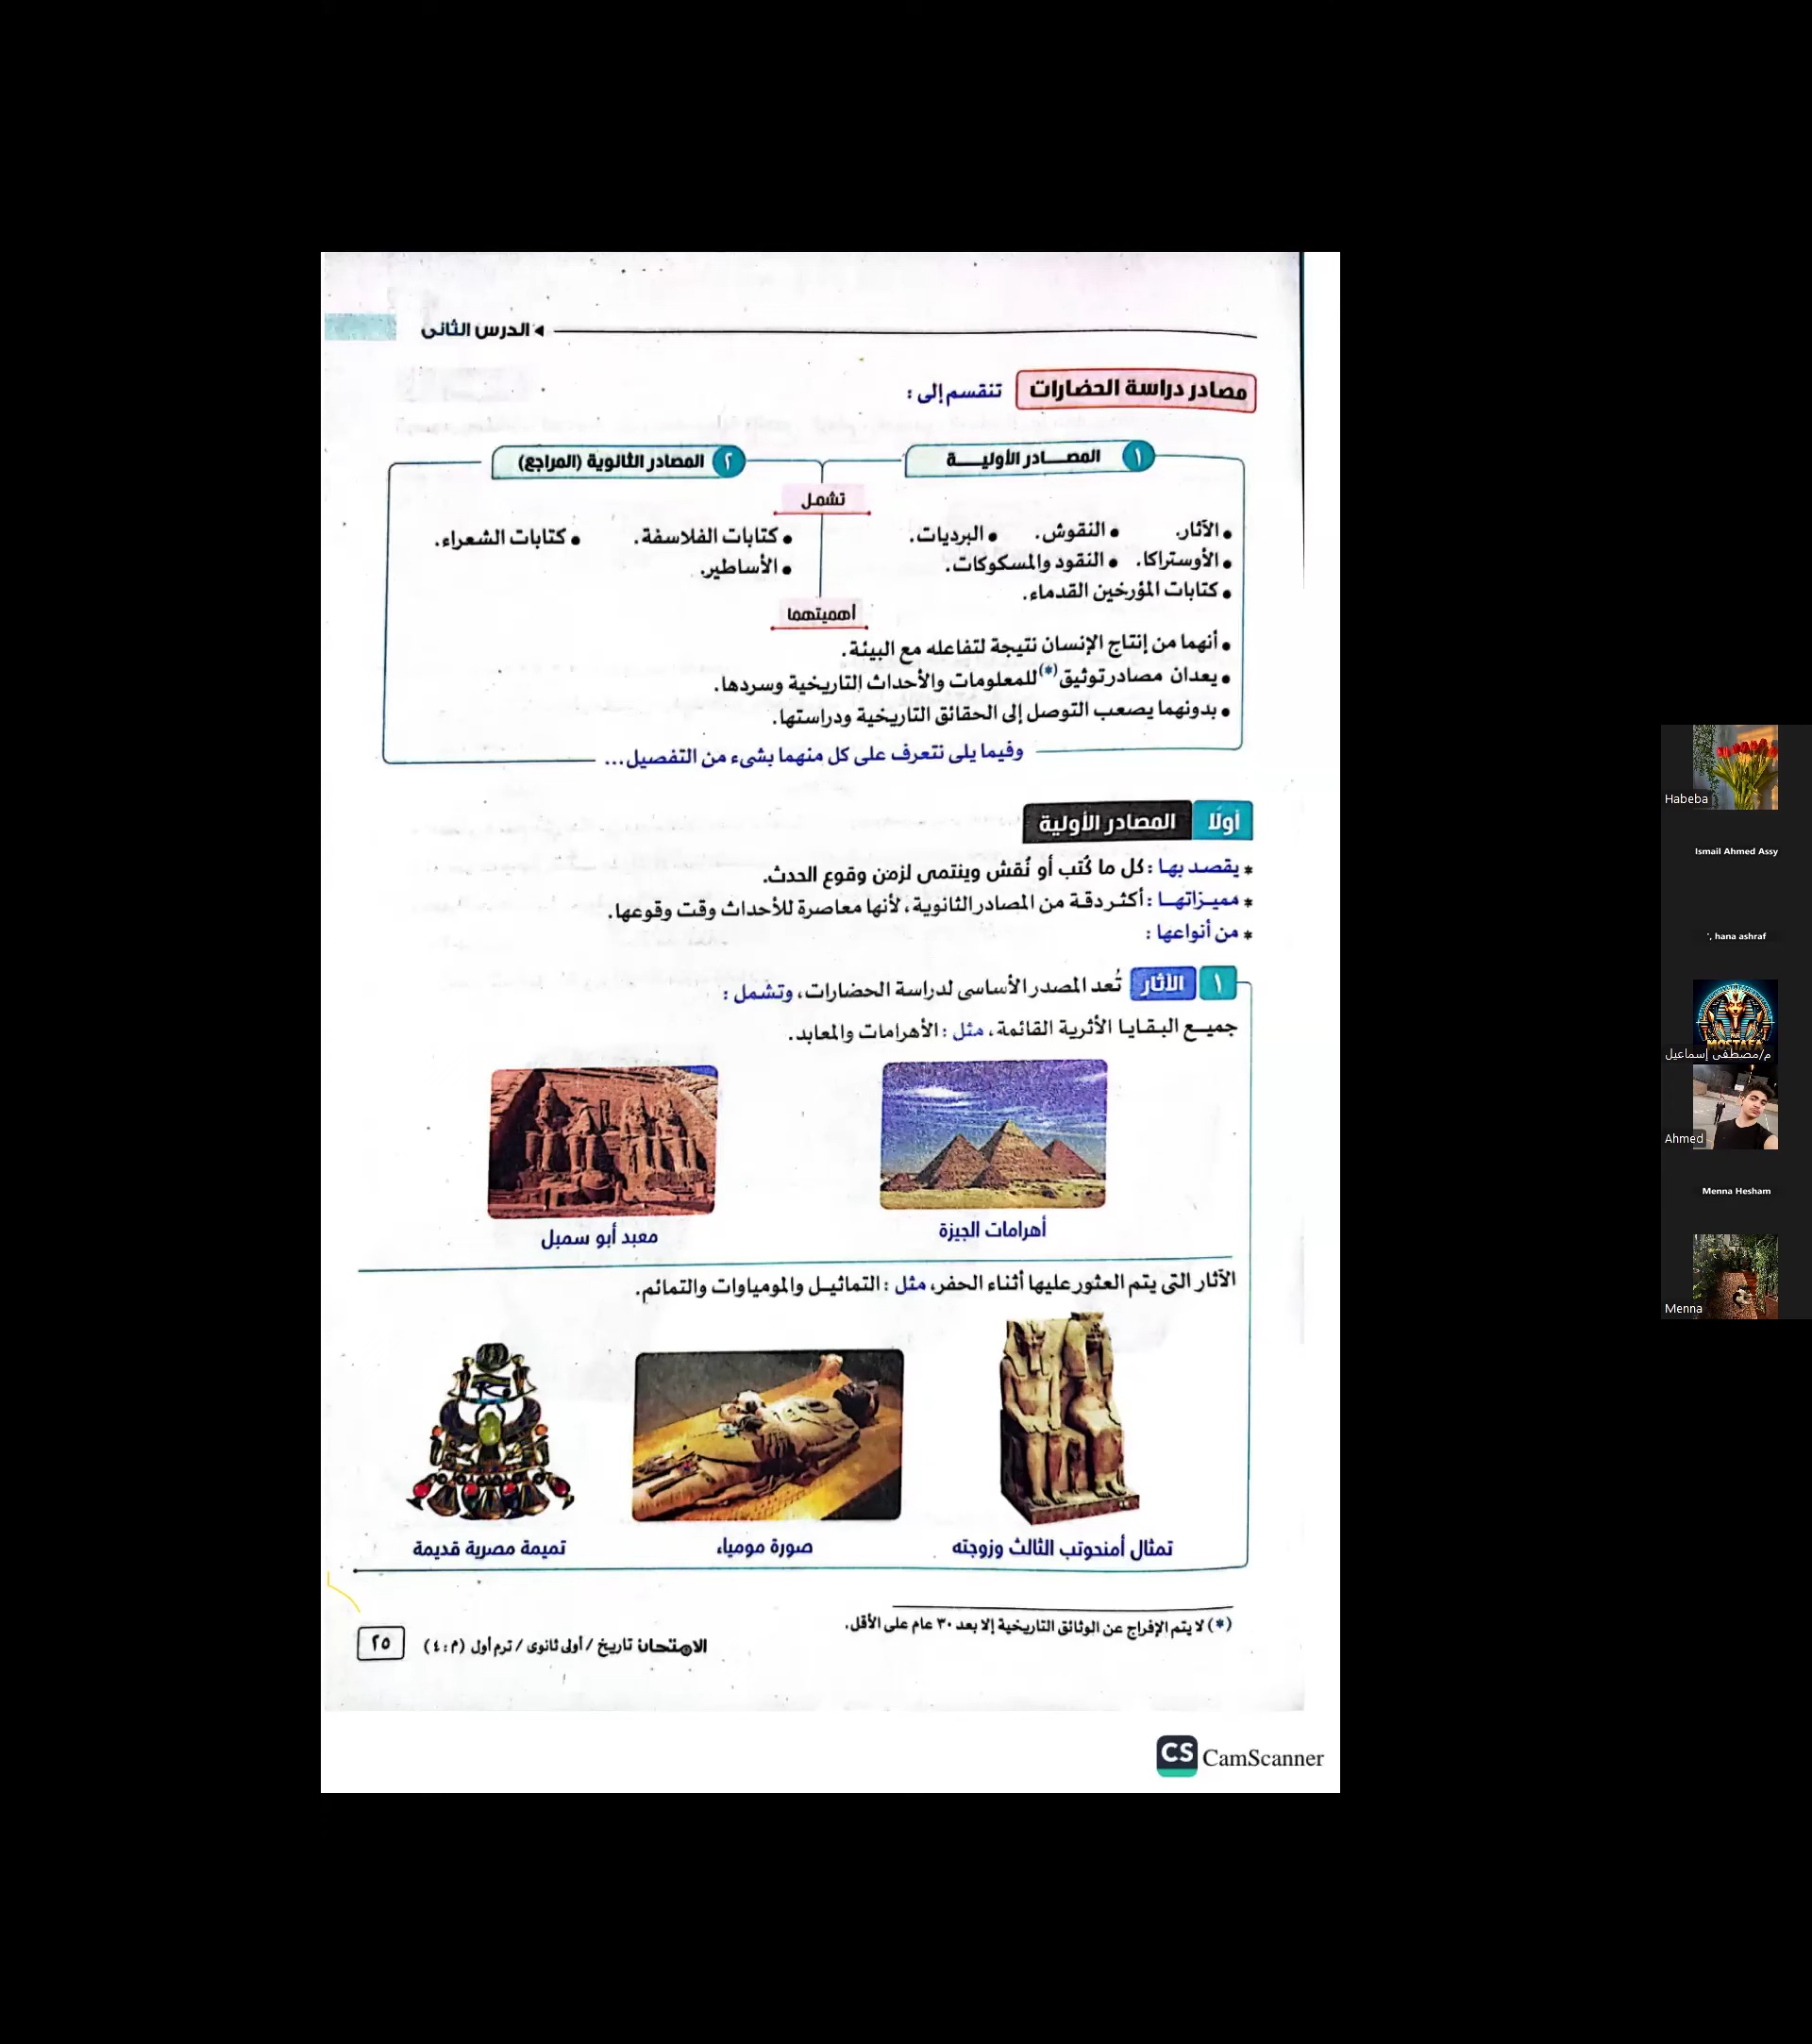 ◂ الدرس الثانى
مصادر دراسة الحضارات تنقسم إلى :
١ المصــادر الأوليــــة
٢ المصادر الثانوية (المراجع)
تشمل
• الآثار. • النقوش. • البرديات.
• الأوستراكا. • النقود والمسكوكات.
• كتابات المؤرخين القدماء.
• كتابات الفلاسفة. • كتابات الشعراء.
• الأساطير.
أهميتهما
• أنهما من إنتاج الإنسان نتيجة لتفاعله مع البيئة.
• يعدان مصادر توثيق(*) للمعلومات والأحداث التاريخية وسردها.
• بدونهما يصعب التوصل إلى الحقائق التاريخية ودراستها.
وفيما يلى نتعرف على كل منهما بشىء من التفصيل...
أولًا المصادر الأولية
* يقصد بها : كل ما كُتب أو نُقش وينتمى لزمن وقوع الحدث.
* مميزاتها : أكثر دقة من المصادر الثانوية، لأنها معاصرة للأحداث وقت وقوعها.
* من أنواعها :
١ الآثار تُعد المصدر الأساسى لدراسة الحضارات، وتشمل :
جميع البقايا الأثرية القائمة، مثل : الأهرامات والمعابد.
أهرامات الجيزة
معبد أبو سمبل
الآثار التى يتم العثور عليها أثناء الحفر، مثل : التماثيل والمومياوات والتمائم.
تمثال أمنحوتب الثالث وزوجته
صورة مومياء
تميمة مصرية قديمة
(*) لا يتم الإفراج عن الوثائق التاريخية إلا بعد ٣٠ عام على الأقل.
الامتحان تاريخ / أولى ثانوى / ترم أول (م : ٤) ٢٥
CS CamScanner
Habeba
Ismail Ahmed Assy
', hana ashraf
MOSTAFA
م/مصطفى إسماعيل
Ahmed
Menna Hesham
Menna